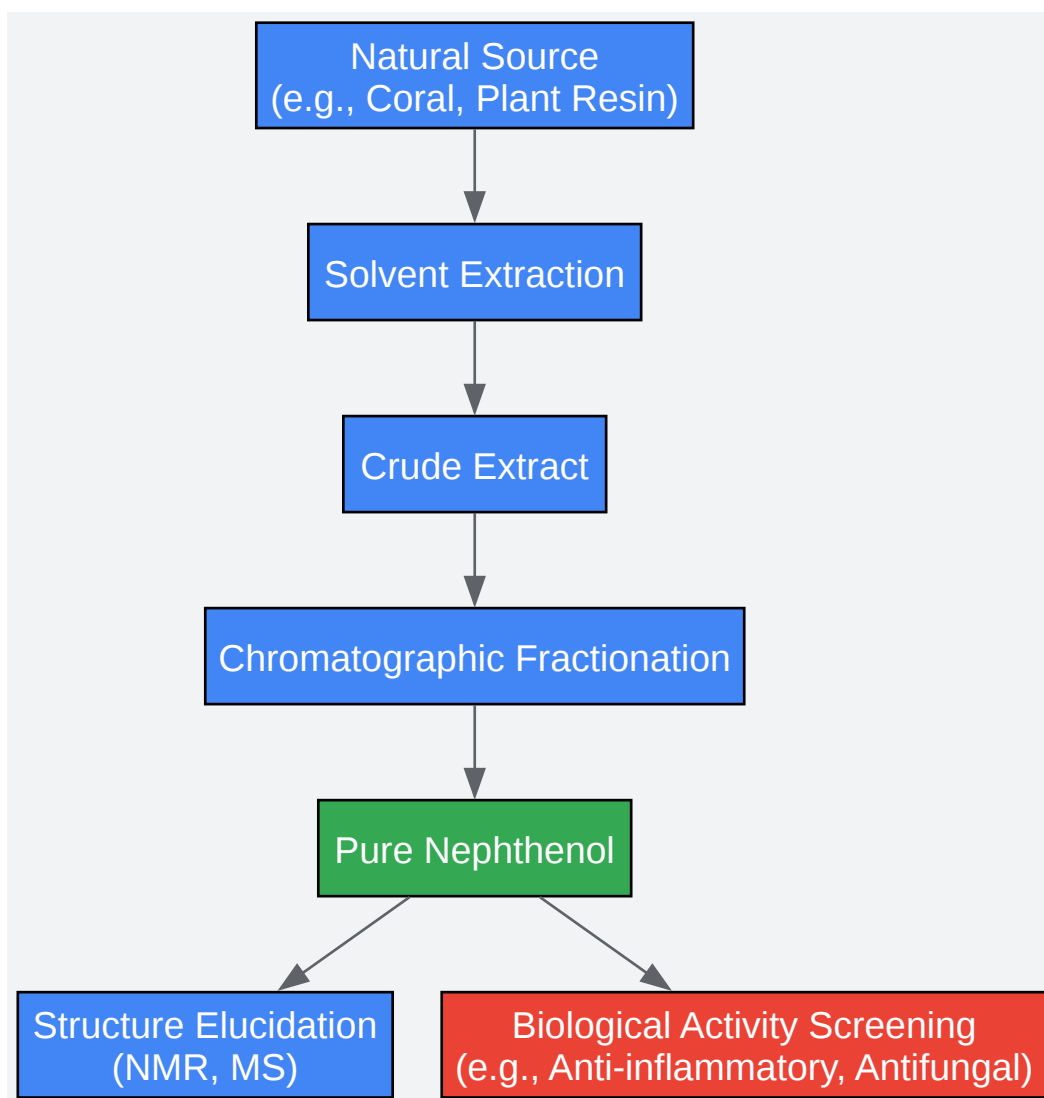 Natural Source
(e.g., Coral, Plant Resin)
Solvent Extraction
Crude Extract
Chromatographic Fractionation
Pure Nephthenol
Structure Elucidation
(NMR, MS)
Biological Activity Screening
(e.g., Anti-inflammatory, Antifungal)